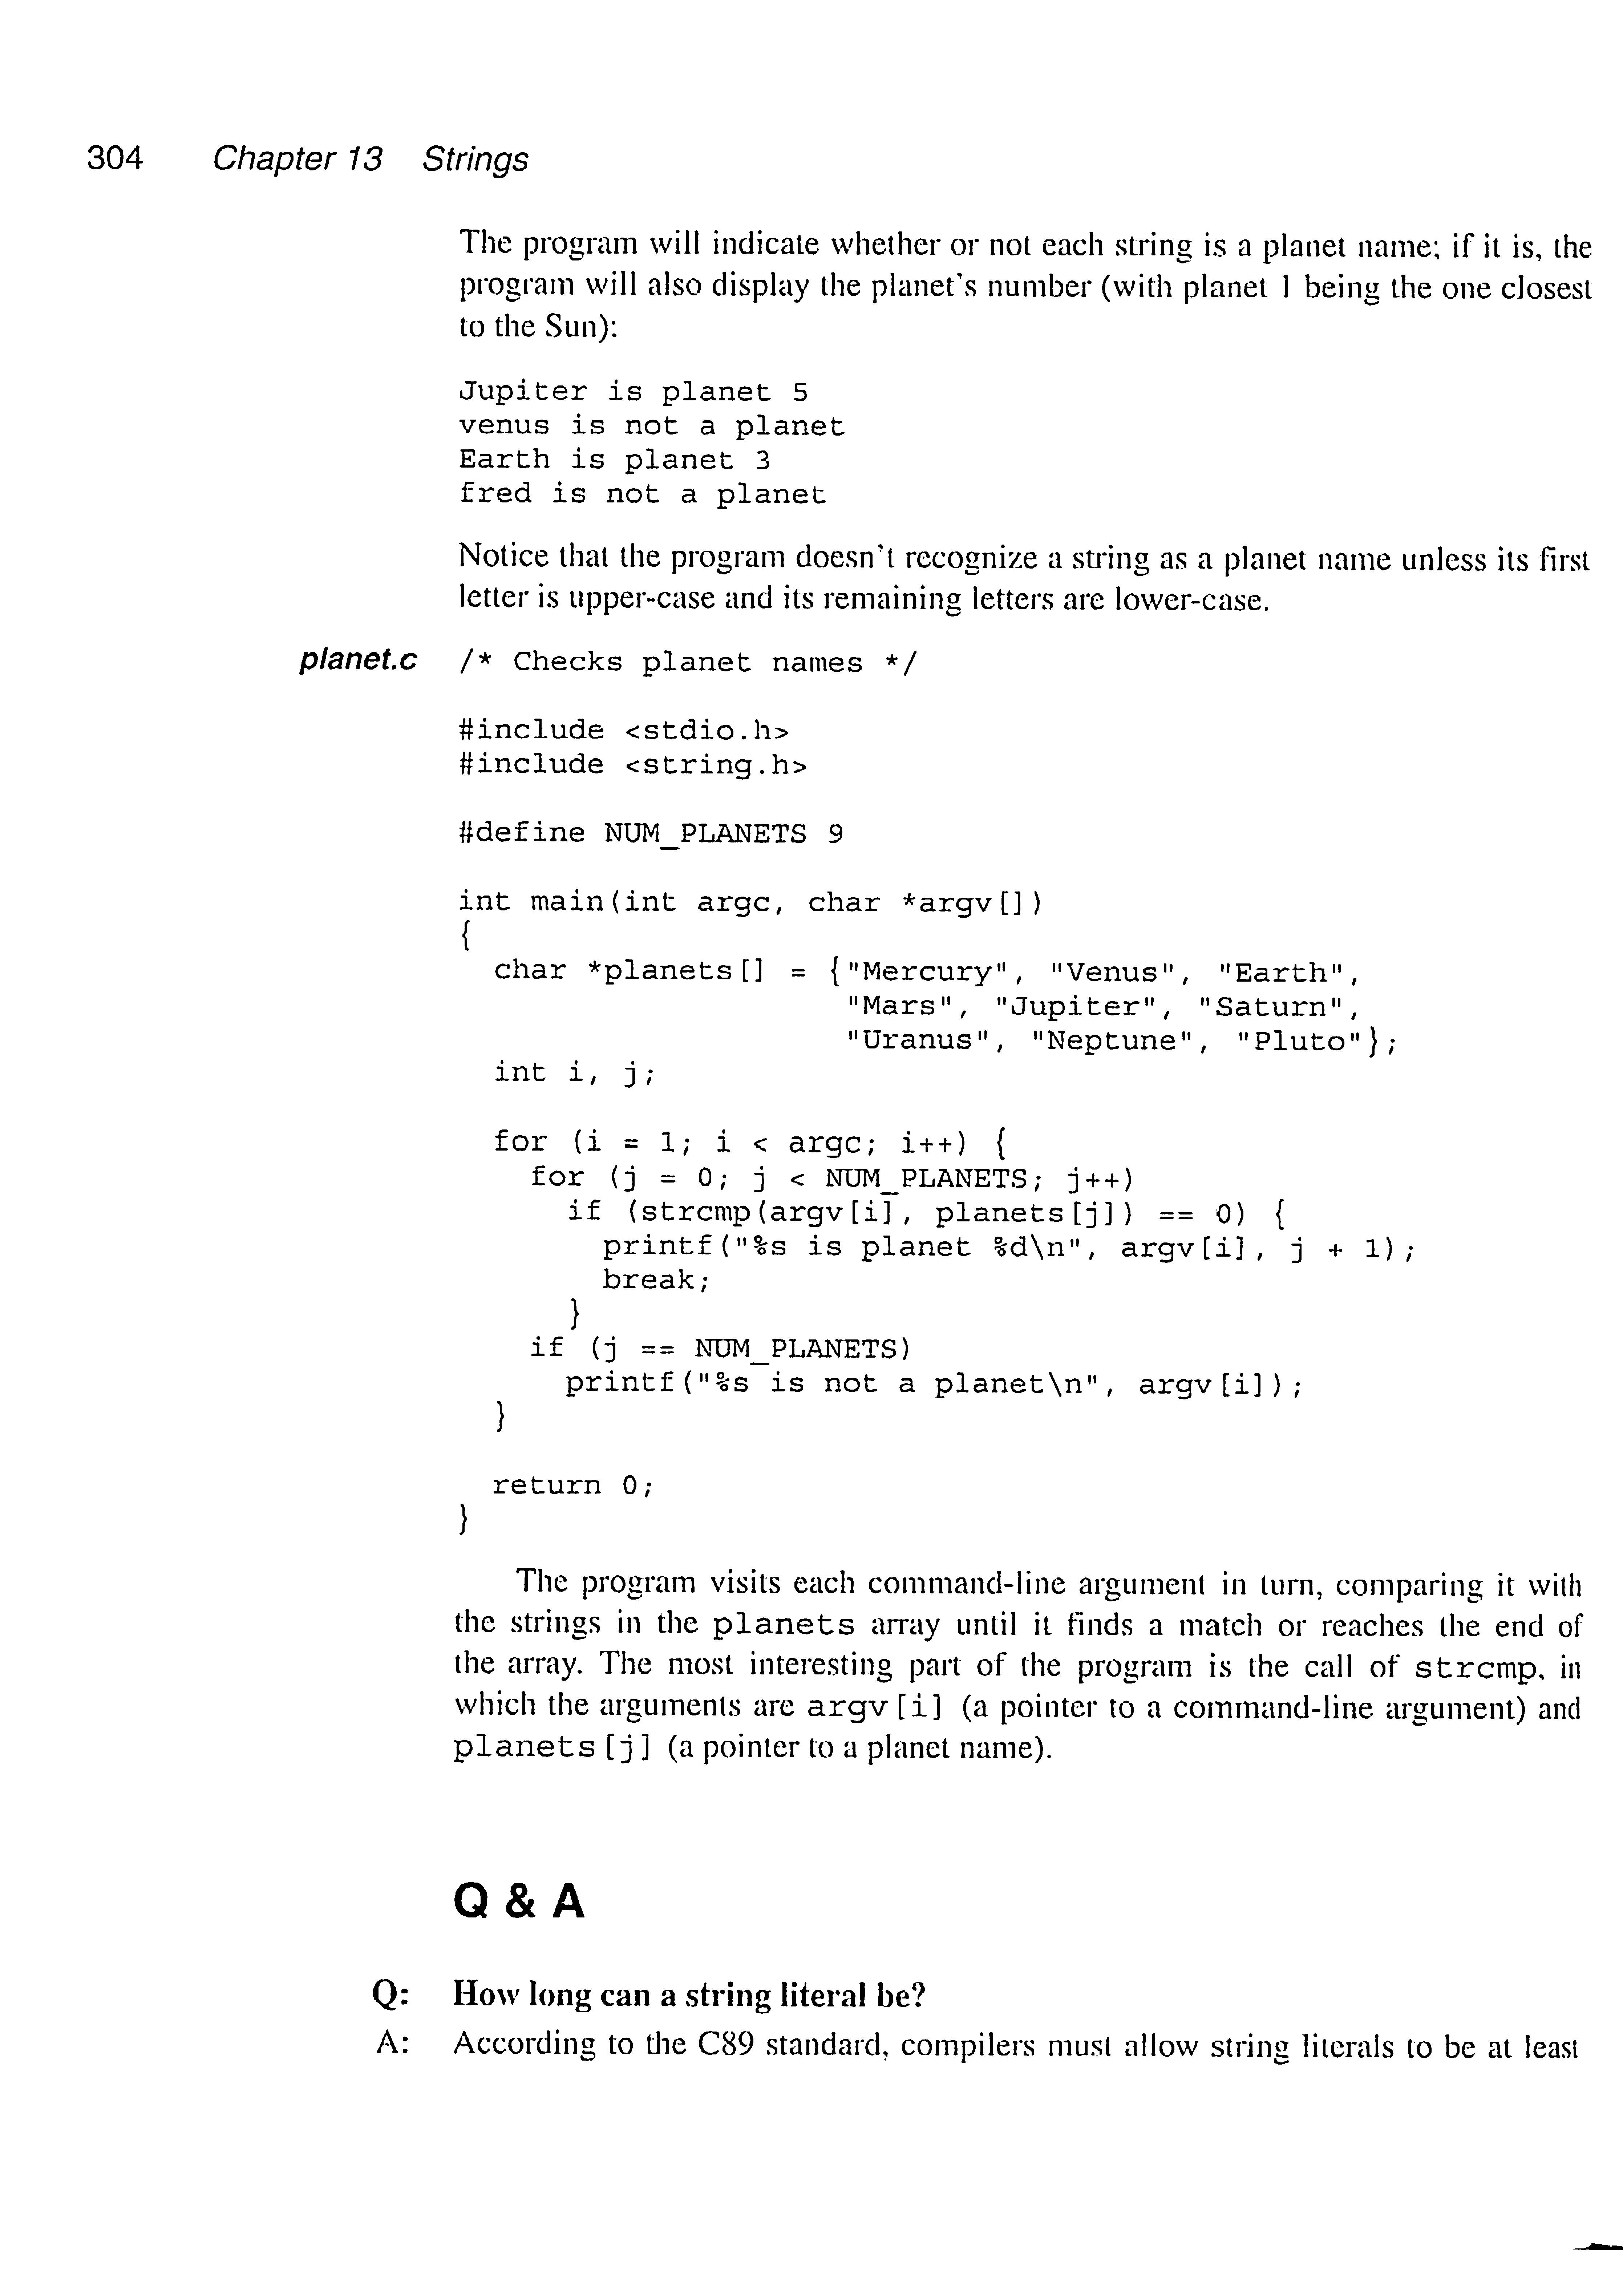 304 Chapter 13 Strings
The program will indicate whether or not each string is a planet name; if it is, the
program will also display the planet's number (with planet 1 being the one closest
to the Sun):
Jupiter is planet 5
venus is not a planet
Earth is planet 3
fred is not a planet
Notice that the program doesn't recognize a string as a planet name unless its first
letter is upper-case and its remaining letters are lower-case.
planet.c /* Checks planet names */
#include <stdio.h>
#include <string.h>
#define NUM_PLANETS 9
int main(int argc, char *argv[])
{
  char *planets[] = {"Mercury", "Venus", "Earth",
                     "Mars", "Jupiter", "Saturn",
                     "Uranus", "Neptune", "Pluto"};
  int i, j;
  for (i = 1; i < argc; i++) {
    for (j = 0; j < NUM_PLANETS; j++)
      if (strcmp(argv[i], planets[j]) == 0) {
        printf("%s is planet %d\n", argv[i], j + 1);
        break;
      }
    if (j == NUM_PLANETS)
      printf("%s is not a planet\n", argv[i]);
  }
  return 0;
}
The program visits each command-line argument in turn, comparing it with
the strings in the planets array until it finds a match or reaches the end of
the array. The most interesting part of the program is the call of strcmp, in
which the arguments are argv[i] (a pointer to a command-line argument) and
planets[j] (a pointer to a planet name).
Q & A
Q: How long can a string literal be?
A: According to the C89 standard, compilers must allow string literals to be at least